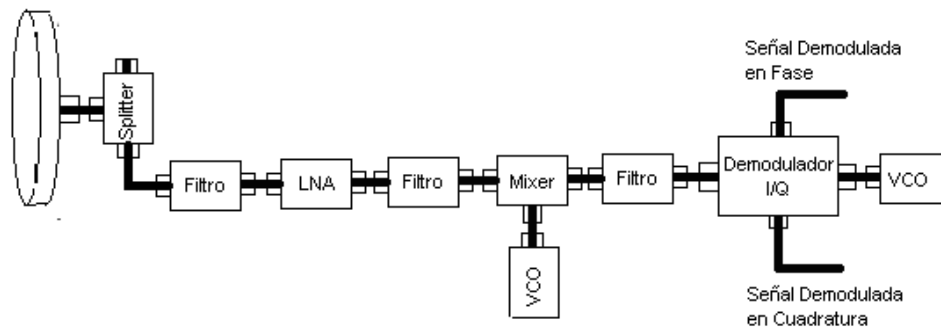 Splitter
Filtro
LNA
Filtro
Mixer
VCO
Filtro
Demodulador
I/Q
VCO
Señal Demodulada
en Fase
Señal Demodulada
en Cuadratura